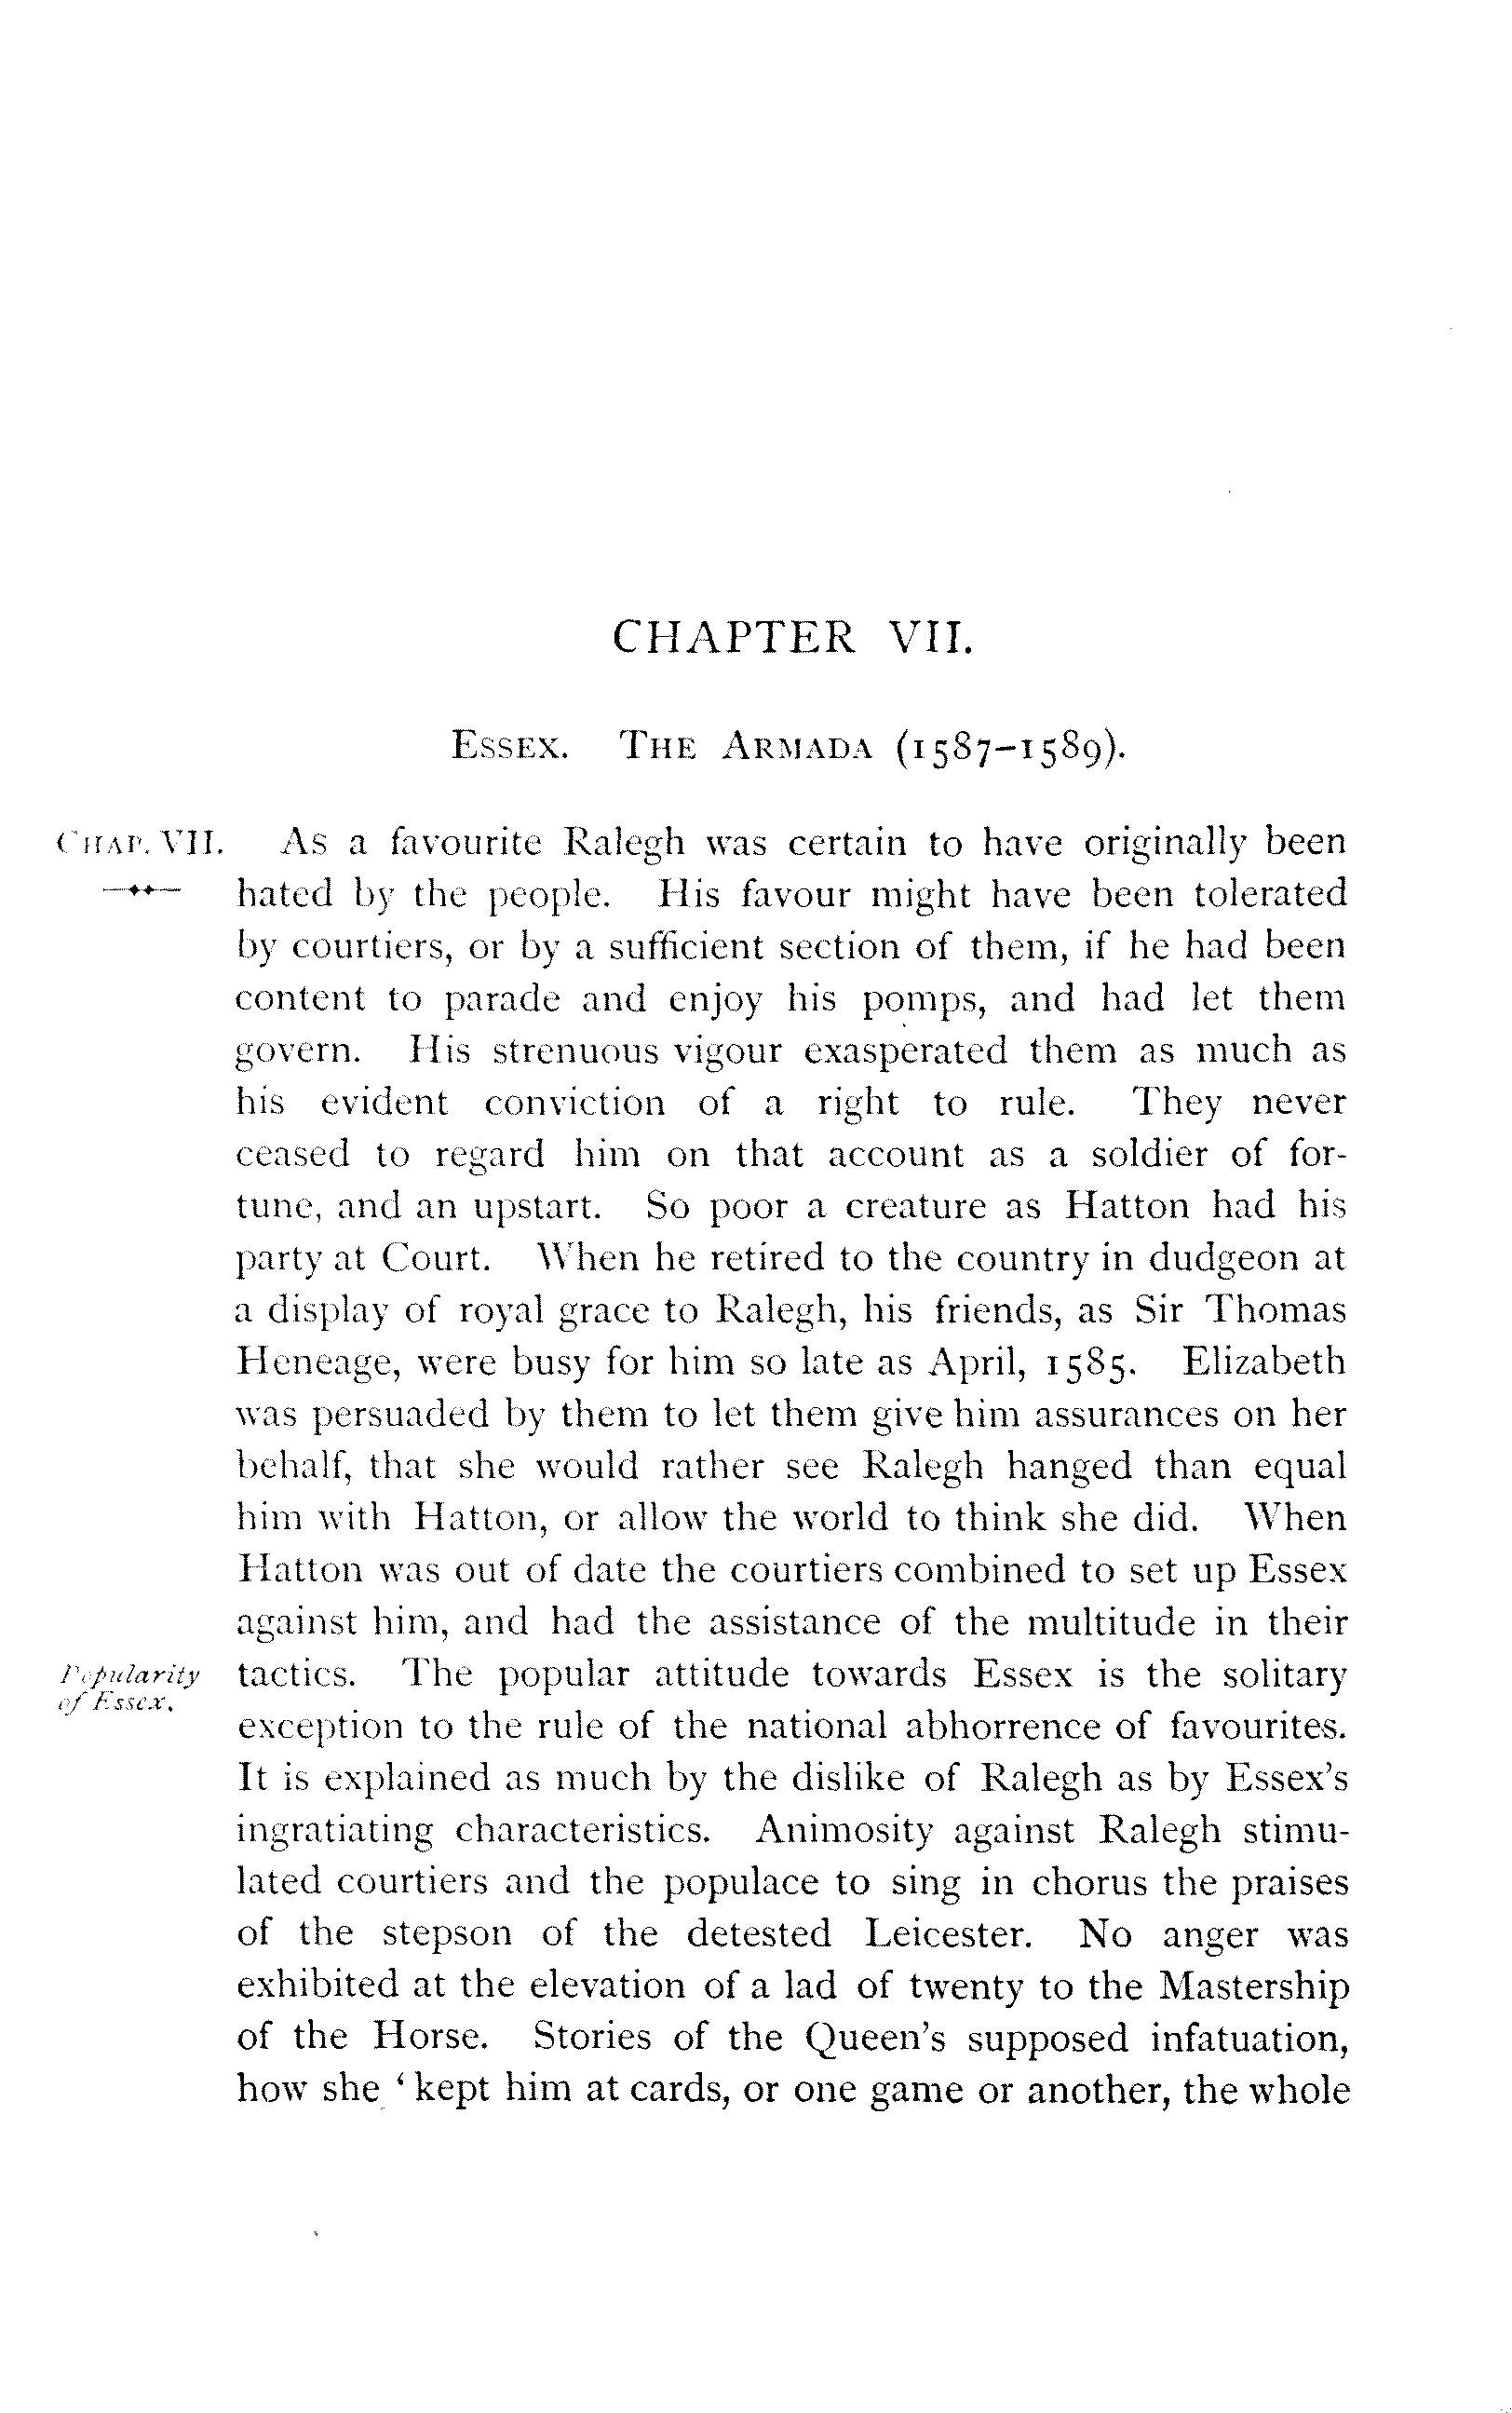 CHAPTER VII.
ESSEX. THE ARMADA (1587–1589).
CHAP. VII.
As a favourite Ralegh was certain to have originally been
hated by the people. His favour might have been tolerated
by courtiers, or by a sufficient section of them, if he had been
content to parade and enjoy his pomps, and had let them
govern. His strenuous vigour exasperated them as much as
his evident conviction of a right to rule. They never
ceased to regard him on that account as a soldier of for-
tune, and an upstart. So poor a creature as Hatton had his
party at Court. When he retired to the country in dudgeon at
a display of royal grace to Ralegh, his friends, as Sir Thomas
Heneage, were busy for him so late as April, 1585. Elizabeth
was persuaded by them to let them give him assurances on her
behalf, that she would rather see Ralegh hanged than equal
him with Hatton, or allow the world to think she did. When
Hatton was out of date the courtiers combined to set up Essex
against him, and had the assistance of the multitude in their
Popularity
of Essex.
tactics. The popular attitude towards Essex is the solitary
exception to the rule of the national abhorrence of favourites.
It is explained as much by the dislike of Ralegh as by Essex's
ingratiating characteristics. Animosity against Ralegh stimu-
lated courtiers and the populace to sing in chorus the praises
of the stepson of the detested Leicester. No anger was
exhibited at the elevation of a lad of twenty to the Mastership
of the Horse. Stories of the Queen's supposed infatuation,
how she ‘kept him at cards, or one game or another, the whole